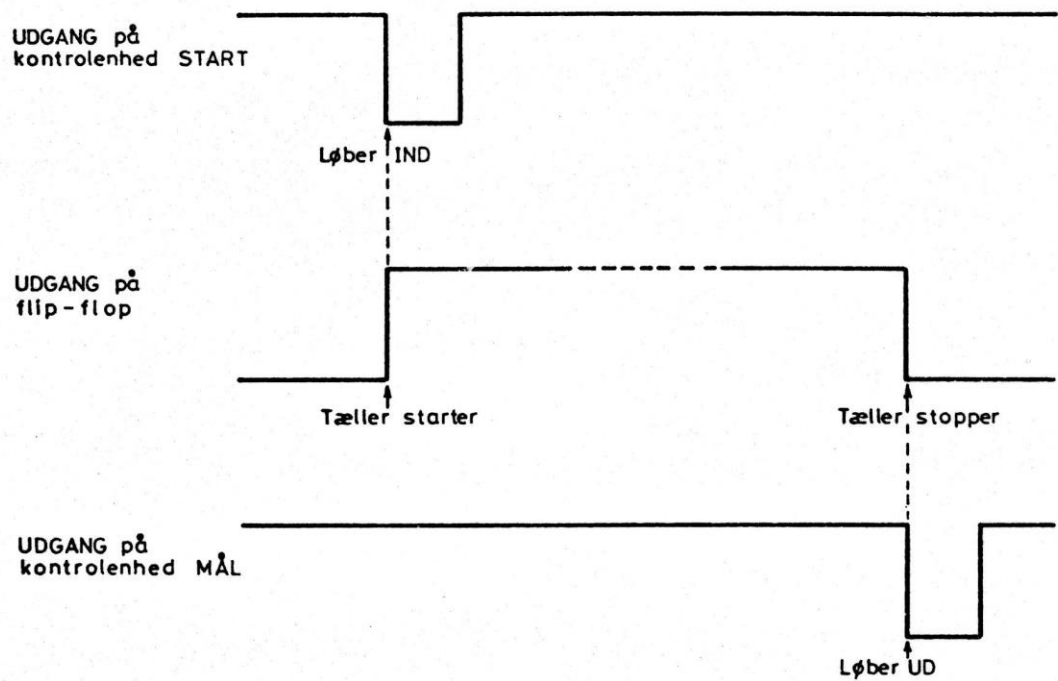 UDGANG på
kontrolenhed START
Løber IND
UDGANG på
flip-flop
Tæller starter
Tæller stopper
UDGANG på
kontrolenhed MÅL
Løber UD